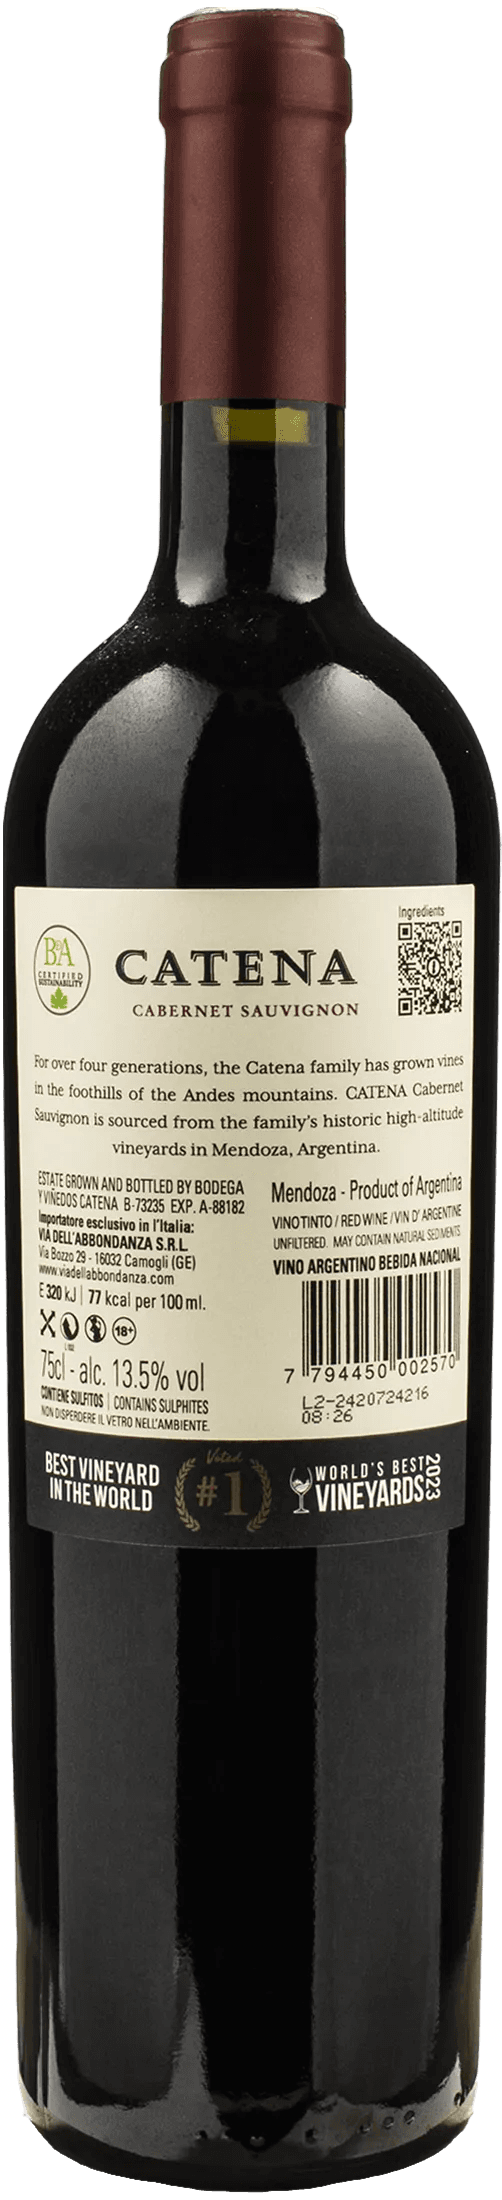 Ingredients
B&A
CERTIFIED
SUSTAINABILITY
CATENA
CABERNET SAUVIGNON
For over four generations, the Catena family has grown vines
in the foothills of the Andes mountains. CATENA Cabernet
Sauvignon is sourced from the family's historic high-altitude
vineyards in Mendoza, Argentina.
ESTATE GROWN AND BOTTLED BY BODEGA
Y VIÑEDOS CATENA B-73235 EXP. A-88182
Importatore esclusivo in l'Italia:
VIA DELL'ABBONDANZA S.R.L.
Via Bozzo 29 - 16032 Camogli (GE)
www.viadellabbondanza.com
E 320 kJ | 77 kcal per 100 ml.
18+
75cl - alc. 13.5% vol
CONTIENE SULFITOS | CONTAINS SULPHITES
NON DISPERDERE IL VETRO NELL'AMBIENTE.
Mendoza - Product of Argentina
VINO TINTO / RED WINE / VIN D' ARGENTINE
UNFILTERED. MAY CONTAIN NATURAL SEDIMENTS
VINO ARGENTINO BEBIDA NACIONAL
7 794450 002570
L2-2420724216
08:26
BEST VINEYARD
IN THE WORLD
Voted
#1
WORLD'S BEST
VINEYARDS
2023